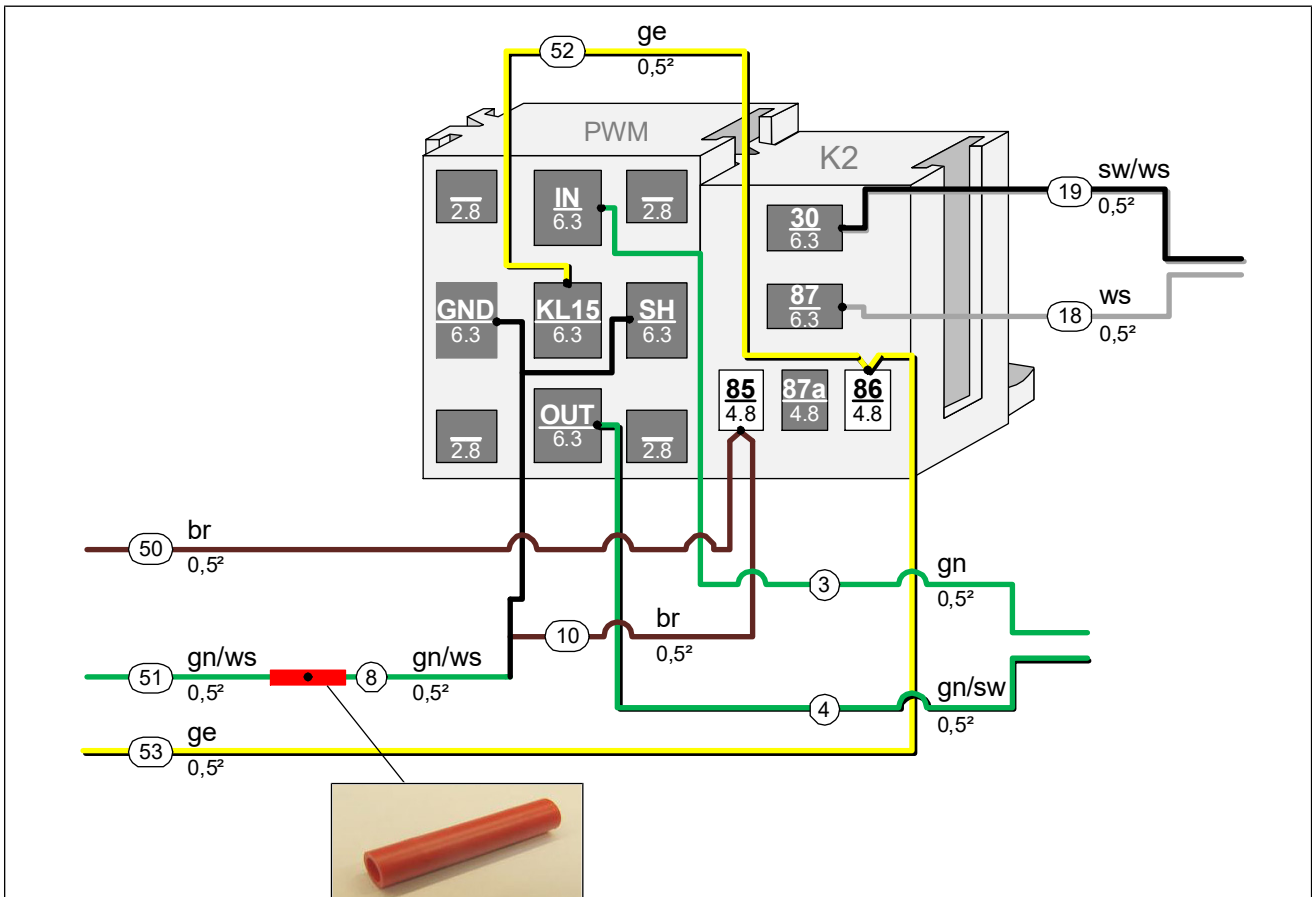 52
ge
0,5²
PWM
K2
2.8
IN
6.3
2.8
30
6.3
19
sw/ws
0,5²
GND
6.3
KL15
6.3
SH
6.3
87
6.3
18
ws
0,5²
85
4.8
87a
4.8
86
4.8
2.8
OUT
6.3
2.8
50
br
0,5²
3
gn
0,5²
10
br
0,5²
51
gn/ws
0,5²
8
gn/ws
0,5²
4
gn/sw
0,5²
53
ge
0,5²